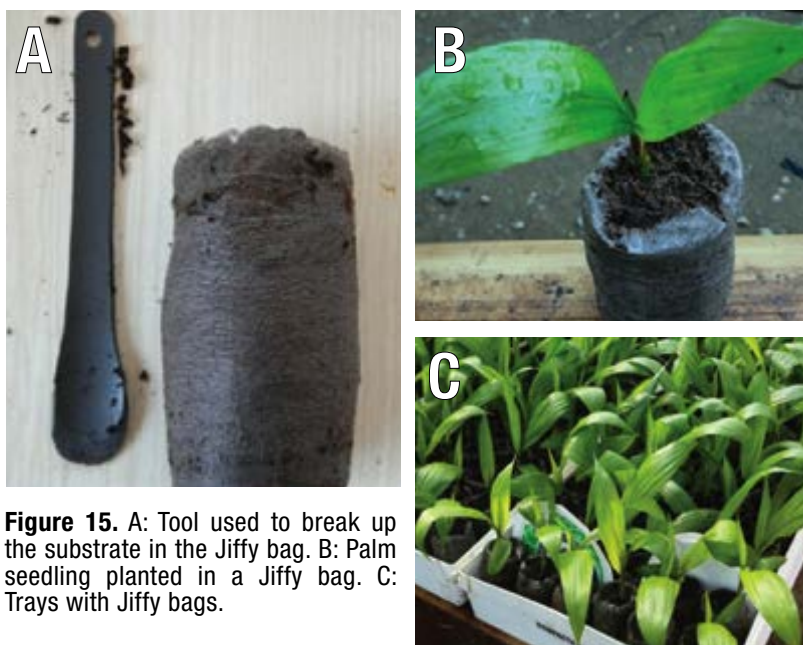 A
B
C
Figure 15. A: Tool used to break up
the substrate in the Jiffy bag. B: Palm
seedling planted in a Jiffy bag. C:
Trays with Jiffy bags.